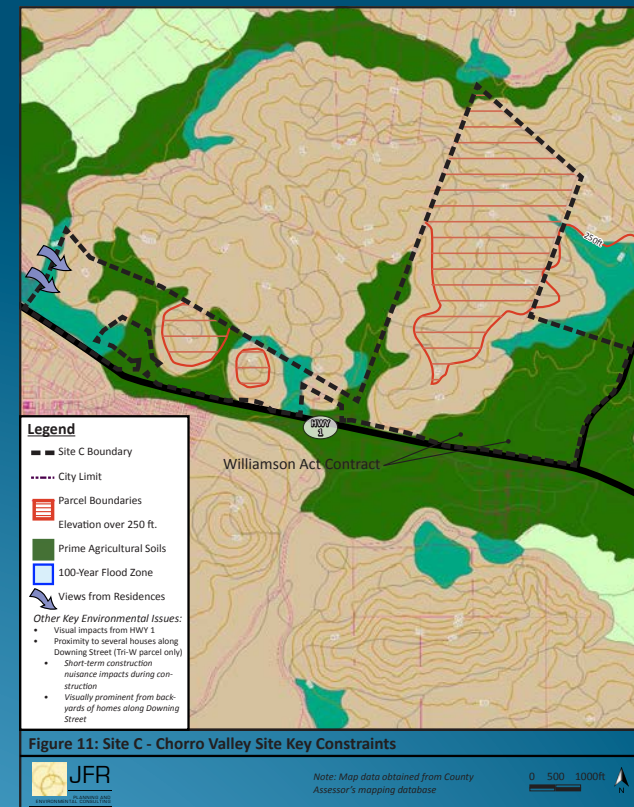 250ft
HWY
1
Williamson Act Contract
Legend
Site C Boundary
City Limit
Parcel Boundaries
Elevation over 250 ft.
Prime Agricultural Soils
100-Year Flood Zone
Views from Residences
Other Key Environmental Issues:
• Visual impacts from HWY 1
• Proximity to several houses along
Downing Street (Tri-W parcel only)
• Short-term construction
nuisance impacts during con-
struction
• Visually prominent from back-
yards of homes along Downing
Street
Figure 11: Site C - Chorro Valley Site Key Constraints
JFR
PLANNING AND
ENVIRONMENTAL CONSULTING
Note: Map data obtained from County
Assessor's mapping database
0 500 1000ft
N